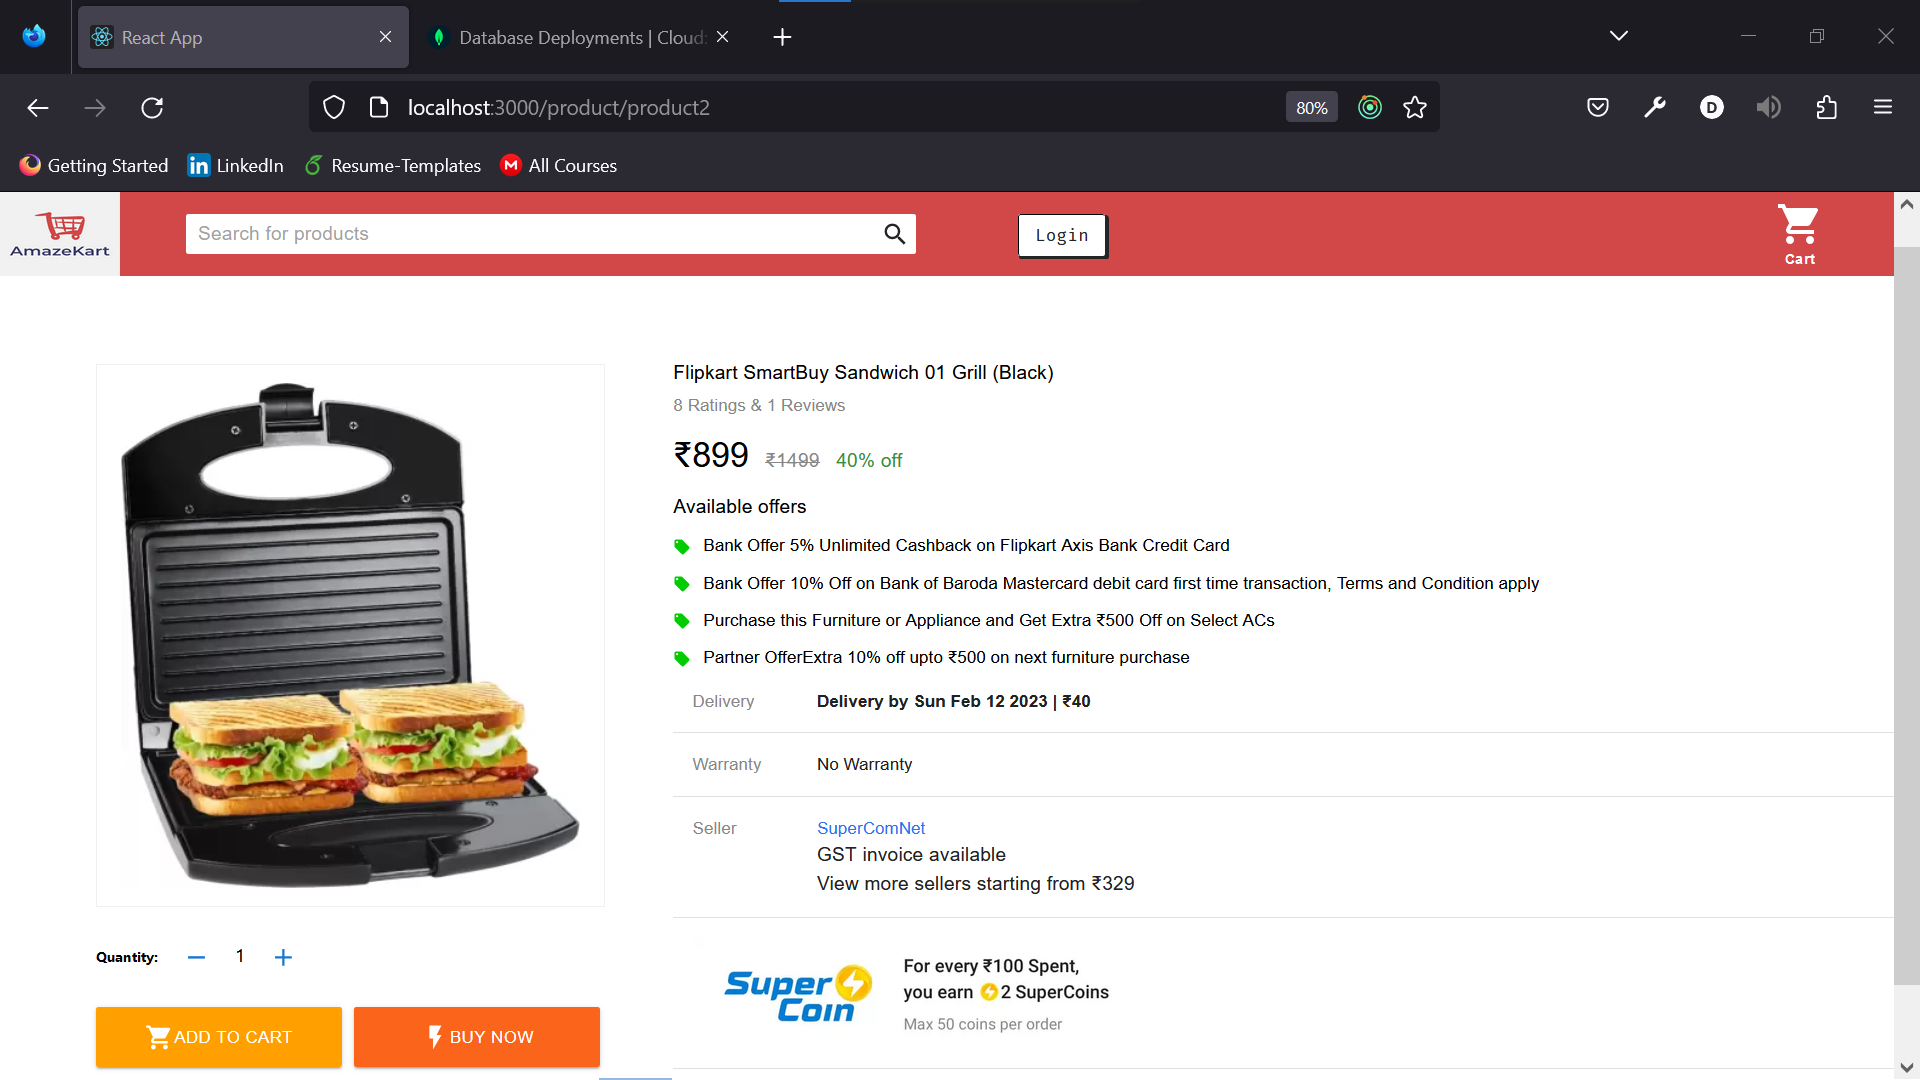 React App
Database Deployments | Cloud:
localhost:3000/product/product2
80%
D
Getting Started
in LinkedIn
Resume-Templates
M All Courses
AmazeKart
Search for products
Login
Cart
Flipkart SmartBuy Sandwich 01 Grill (Black)
8 Ratings & 1 Reviews
₹899 ₹1499 40% off
Available offers
Bank Offer 5% Unlimited Cashback on Flipkart Axis Bank Credit Card
Bank Offer 10% Off on Bank of Baroda Mastercard debit card first time transaction, Terms and Condition apply
Purchase this Furniture or Appliance and Get Extra ₹500 Off on Select ACs
Partner OfferExtra 10% off upto ₹500 on next furniture purchase
Delivery Delivery by Sun Feb 12 2023 | ₹40
Warranty No Warranty
Seller SuperComNet
GST invoice available
View more sellers starting from ₹329
Super
Coin
For every ₹100 Spent,
you earn 2 SuperCoins
Max 50 coins per order
Quantity: 1
ADD TO CART
BUY NOW